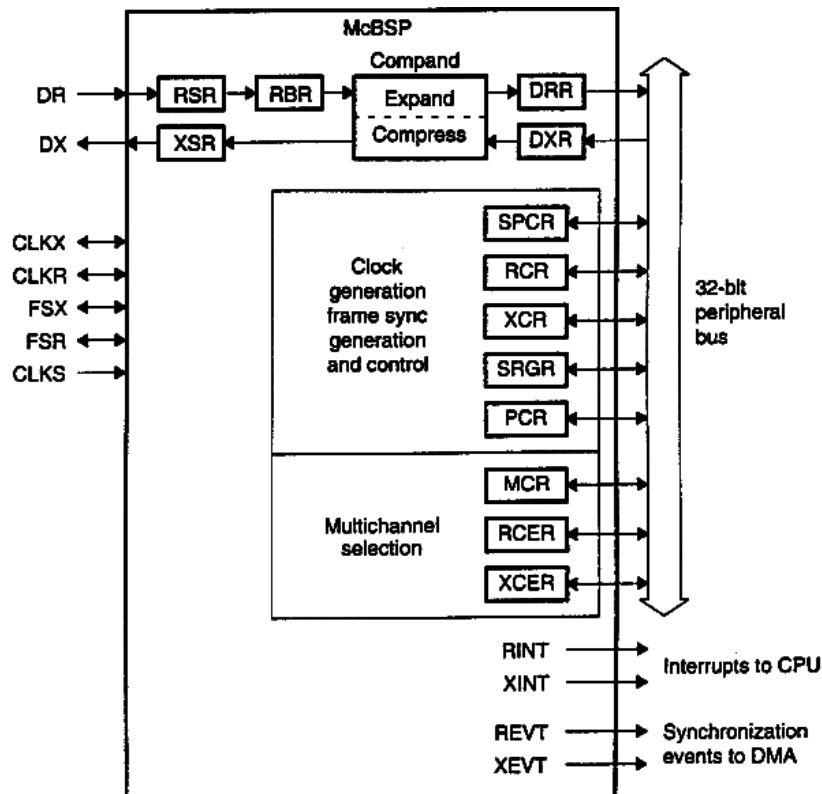 McBSP
Compand
DR
RSR
RBR
Expand
DRR
DX
XSR
Compress
DXR
SPCR
CLKX
CLKR
FSX
FSR
CLKS
Clock
generation
frame sync
generation
and control
RCR
XCR
SRGR
PCR
32-bit
peripheral
bus
Multichannel
selection
MCR
RCER
XCER
RINT
XINT
Interrupts to CPU
REVT
XEVT
Synchronization
events to DMA